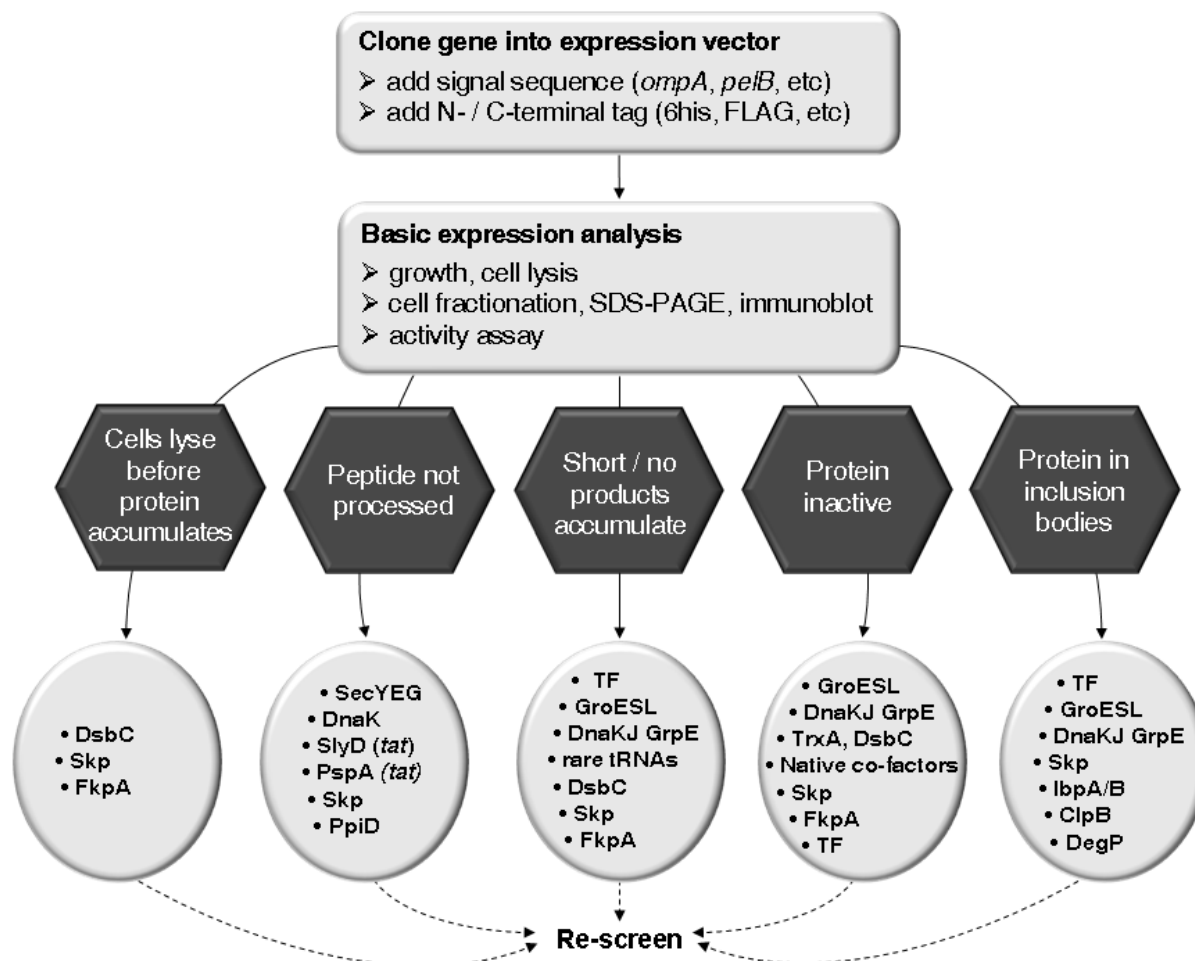 Clone gene into expression vector
➢ add signal sequence (ompA, pelB, etc)
➢ add N- / C-terminal tag (6his, FLAG, etc)
Basic expression analysis
➢ growth, cell lysis
➢ cell fractionation, SDS-PAGE, immunoblot
➢ activity assay
Cells lyse
before
protein
accumulates
Peptide not
processed
Short / no
products
accumulate
Protein
inactive
Protein in
inclusion
bodies
• DsbC
• Skp
• FkpA
• SecYEG
• DnaK
• SlyD (tat)
• PspA (tat)
• Skp
• PpiD
• TF
• GroESL
• DnaKJ GrpE
• rare tRNAs
• DsbC
• Skp
• FkpA
• GroESL
• DnaKJ GrpE
• TrxA, DsbC
• Native co-factors
• Skp
• FkpA
• TF
• TF
• GroESL
• DnaKJ GrpE
• Skp
• IbpA/B
• ClpB
• DegP
Re-screen